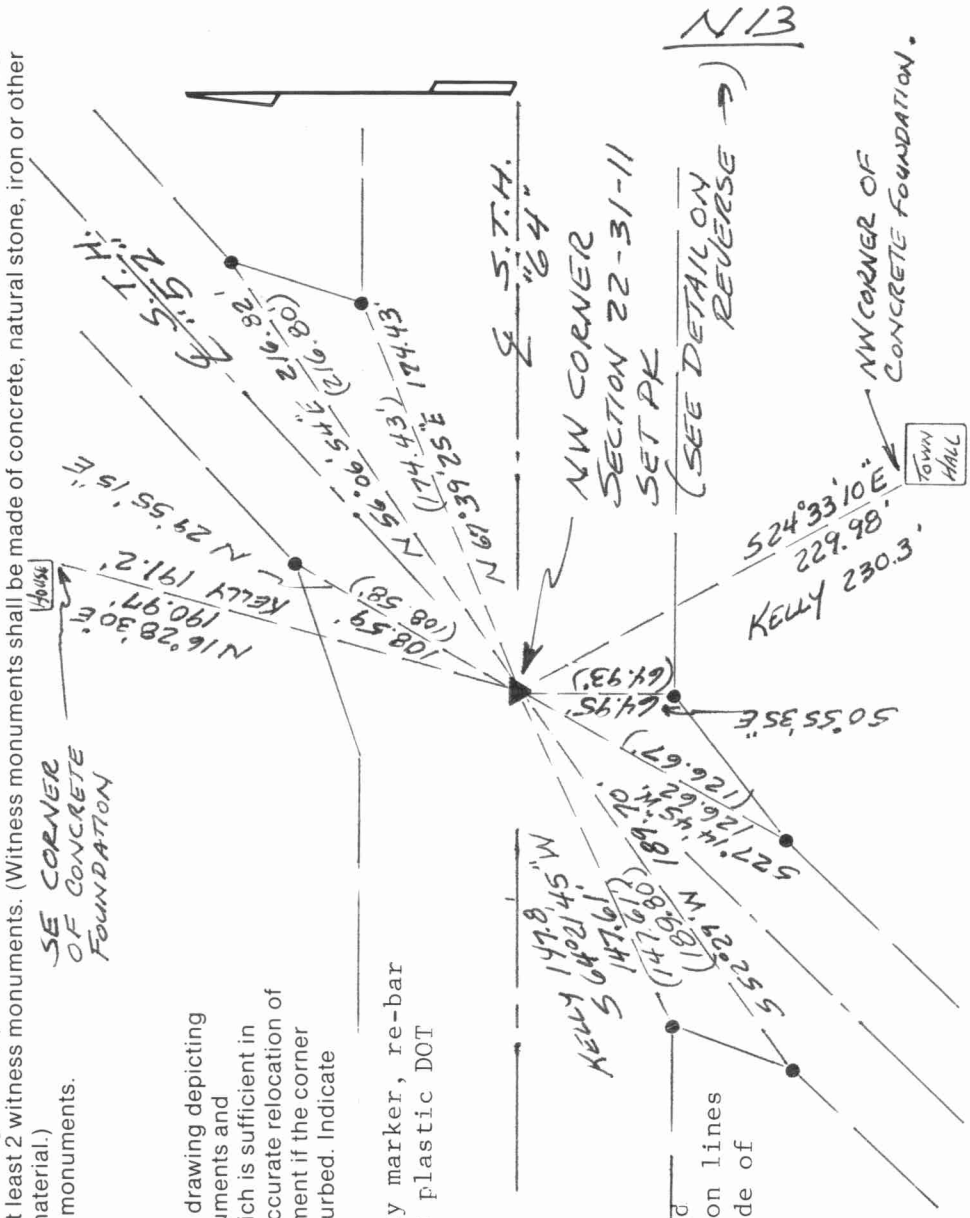 t least 2 witness monuments. (Witness monuments shall be made of concrete, natural stone, iron or other
naterial.)
monuments.
SE CORNER
OF CONCRETE
FOUNDATION
HOUSE
N16°28'30"E
190.97'
KELLY 191.2'
N 29°55'15"E
108.59'
(108.58')
℄ S.T.H.
"52"
N 56°06'54"E 216.82'
(216.80')
(174.43')
N 67°39'25"E 174.43'
drawing depicting
uments and
ich is sufficient in
ccurate relocation of
nent if the corner
urbed. Indicate
y marker, re-bar
plastic DOT
℄ S.T.H.
"64"
NW CORNER
SECTION 22-31-11
SET PK
(SEE DETAIL ON
REVERSE →)
N13
KELLY 147.8'
S 64°21'45"W
147.61'
(147.61')
(189.80')
S 52°29'W 189.70'
S27°14'45"W
126.62'
(126.67')
64.95'
(64.93')
S0°55'35"E
S24°33'10"E
229.98'
KELLY 230.3'
NW CORNER OF
CONCRETE FOUNDATION.
TOWN
HALL
d
on lines
de of